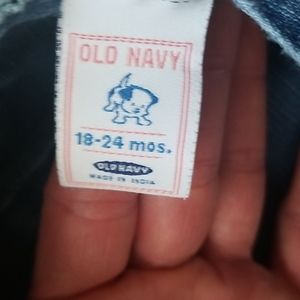 OLD NAVY
18-24 mos.
OLD NAVY
MADE IN INDIA